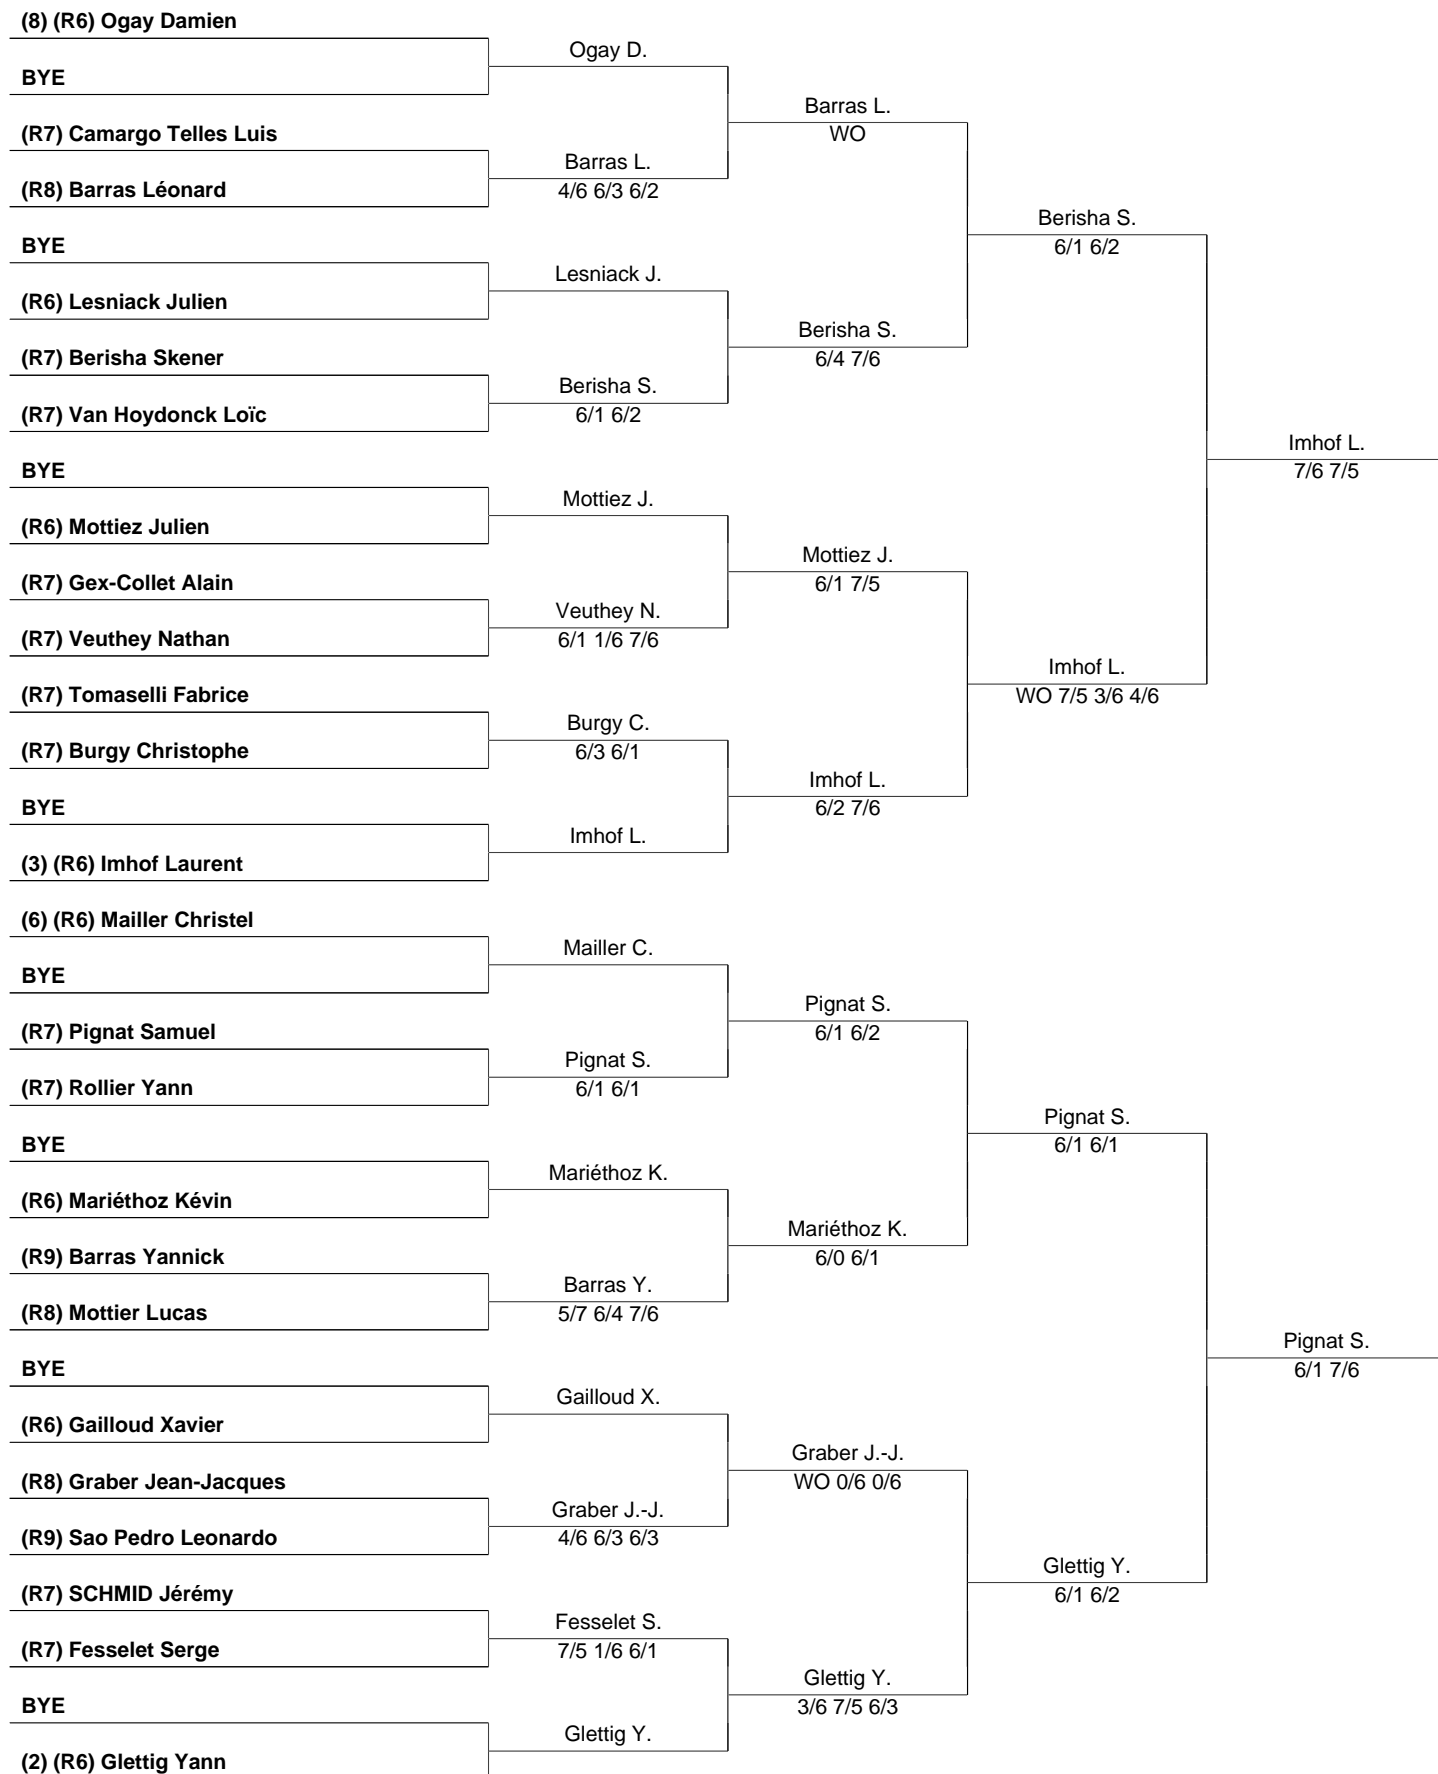 (8) (R6) Ogay Damien
Ogay D.
BYE
Barras L.
(R7) Camargo Telles Luis
WO
Barras L.
(R8) Barras Léonard
4/6 6/3 6/2
Berisha S.
BYE
6/1 6/2
Lesniack J.
(R6) Lesniack Julien
Berisha S.
(R7) Berisha Skener
6/4 7/6
Berisha S.
(R7) Van Hoydonck Loïc
6/1 6/2
Imhof L.
BYE
7/6 7/5
Mottiez J.
(R6) Mottiez Julien
Mottiez J.
(R7) Gex-Collet Alain
6/1 7/5
Veuthey N.
(R7) Veuthey Nathan
6/1 1/6 7/6
Imhof L.
(R7) Tomaselli Fabrice
WO 7/5 3/6 4/6
Burgy C.
(R7) Burgy Christophe
6/3 6/1
Imhof L.
BYE
6/2 7/6
Imhof L.
(3) (R6) Imhof Laurent
(6) (R6) Mailler Christel
Mailler C.
BYE
Pignat S.
(R7) Pignat Samuel
6/1 6/2
Pignat S.
(R7) Rollier Yann
6/1 6/1
Pignat S.
BYE
6/1 6/1
Mariéthoz K.
(R6) Mariéthoz Kévin
Mariéthoz K.
(R9) Barras Yannick
6/0 6/1
Barras Y.
(R8) Mottier Lucas
5/7 6/4 7/6
Pignat S.
BYE
6/1 7/6
Gailloud X.
(R6) Gailloud Xavier
Graber J.-J.
(R8) Graber Jean-Jacques
WO 0/6 0/6
Graber J.-J.
(R9) Sao Pedro Leonardo
4/6 6/3 6/3
Glettig Y.
(R7) SCHMID Jérémy
6/1 6/2
Fesselet S.
(R7) Fesselet Serge
7/5 1/6 6/1
Glettig Y.
BYE
3/6 7/5 6/3
Glettig Y.
(2) (R6) Glettig Yann